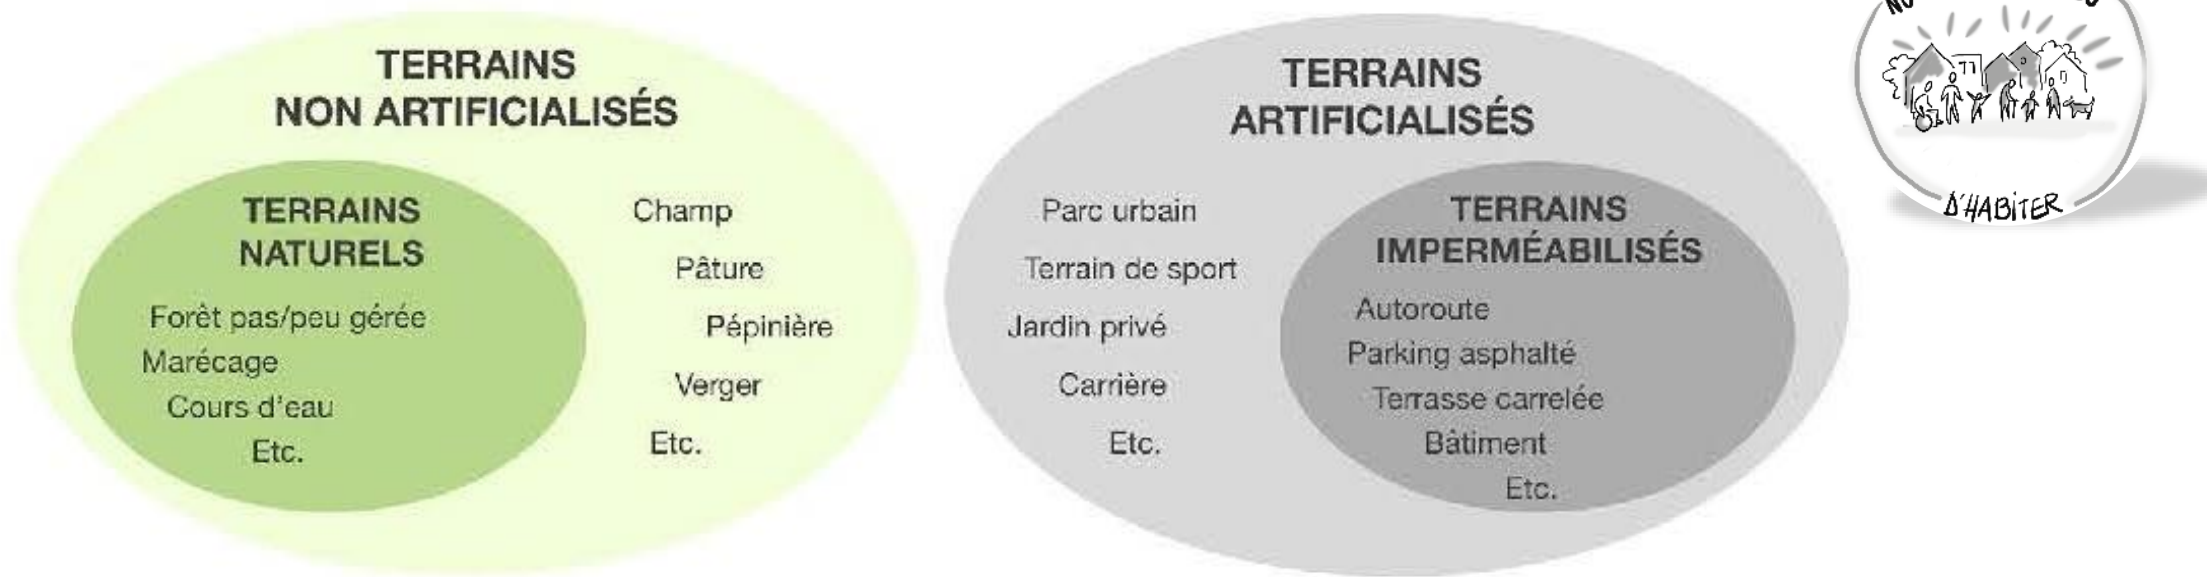 TERRAINS
NON ARTIFICIALISÉS
TERRAINS
NATURELS
Forêt pas/peu gérée
Marécage
Cours d'eau
Etc.
Champ
Pâture
Pépinière
Verger
Etc.
TERRAINS
ARTIFICIALISÉS
Parc urbain
Terrain de sport
Jardin privé
Carrière
Etc.
TERRAINS
IMPERMÉABILISÉS
Autoroute
Parking asphalté
Terrasse carrelée
Bâtiment
Etc.
D'HABITER